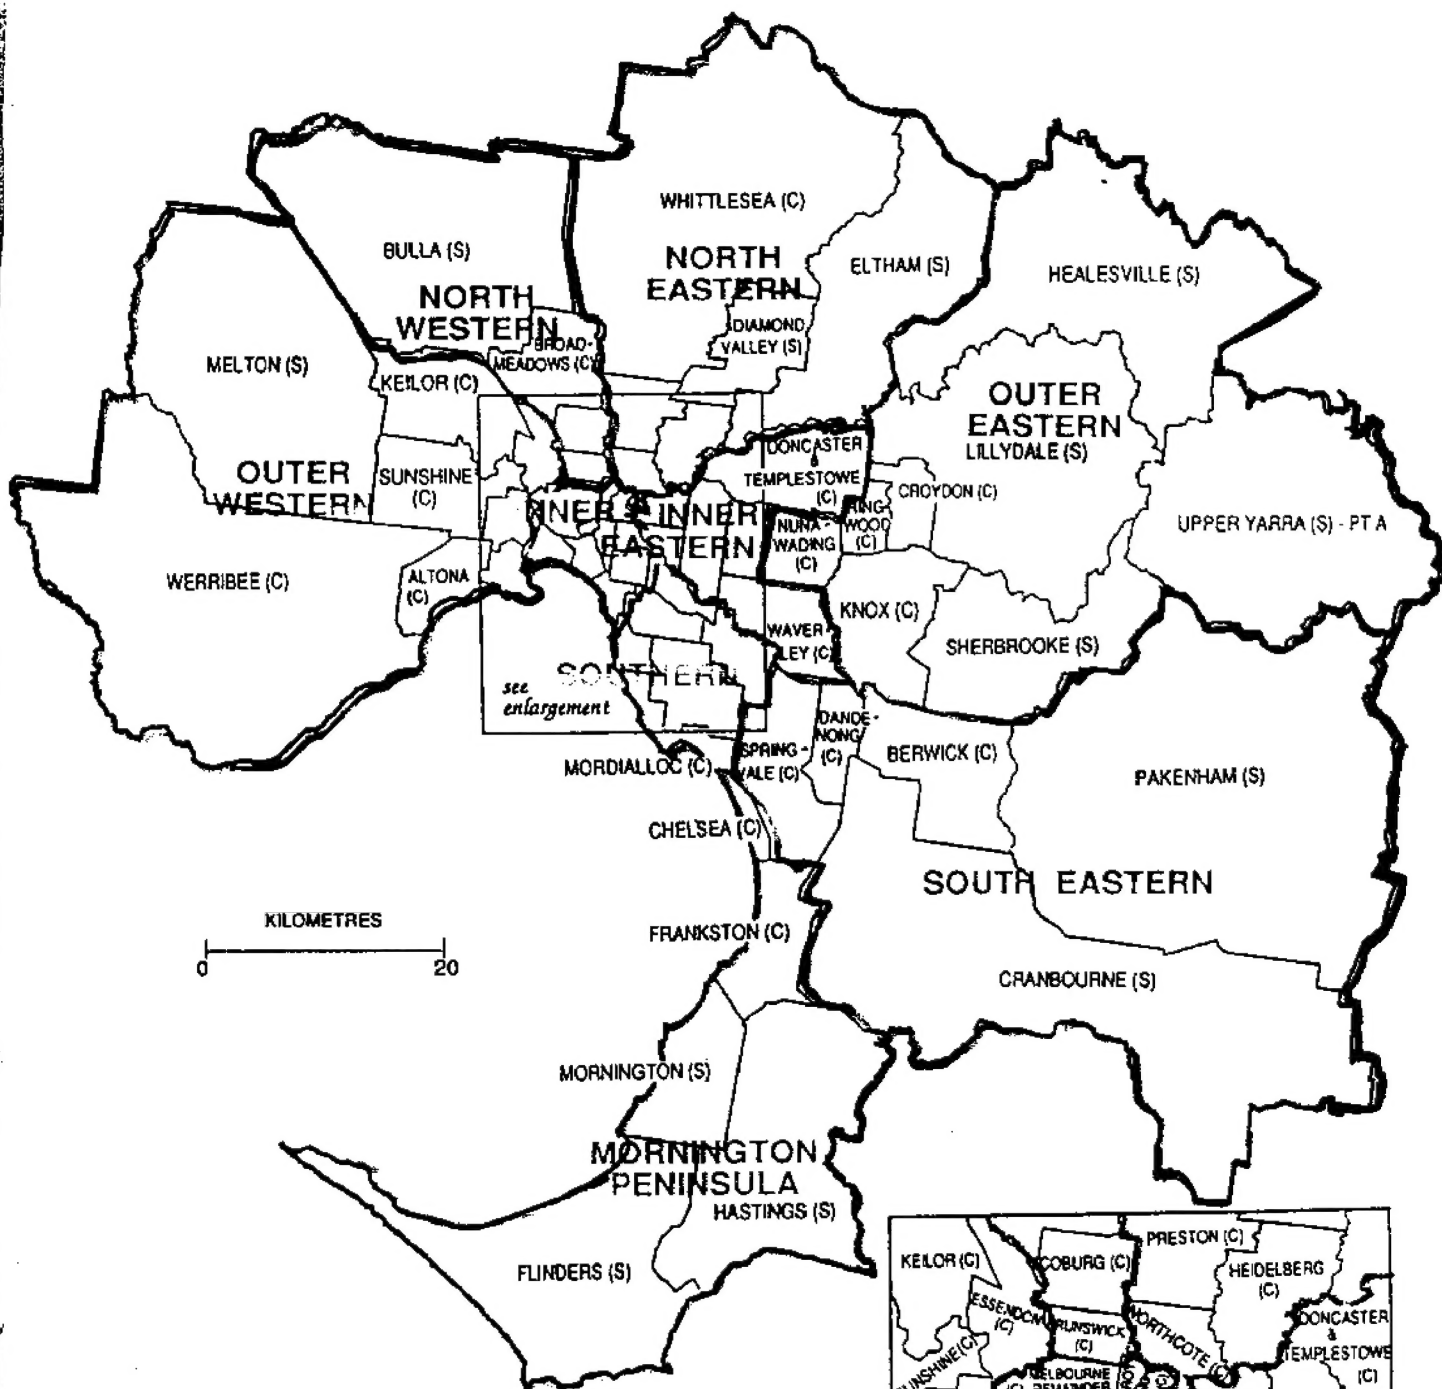 WHITTLESEA (C)
BULLA (S)
NORTH
EASTERN
ELTHAM (S)
HEALESVILLE (S)
NORTH
WESTERN
DIAMOND
VALLEY (S)
BROAD-
MEADOWS (C)
MELTON (S)
KEILOR (C)
OUTER
EASTERN
LILLYDALE (S)
DONCASTER
&
TEMPLESTOWE
(C)
OUTER
WESTERN
SUNSHINE
(C)
CROYDON (C)
RING-
WOOD
(C)
INNER
INNER
EASTERN
NUNA-
WADING
(C)
UPPER YARRA (S) - PT A
WERRIBEE (C)
ALTONA
(C)
KNOX (C)
WAVER-
LEY (C)
SHERBROOKE (S)
SOUTHERN
see
enlargement
DANDE-
NONG
(C)
MORDIALLOC (C)
SPRING-
VALE (C)
BERWICK (C)
PAKENHAM (S)
CHELSEA (C)
SOUTH EASTERN
KILOMETRES
0 20
FRANKSTON (C)
CRANBOURNE (S)
MORNINGTON (S)
MORNINGTON
PENINSULA
HASTINGS (S)
FLINDERS (S)
KEILOR (C)
COBURG (C)
PRESTON (C)
HEIDELBERG
(C)
ESSENDON
(C)
BRUNSWICK
(C)
NORTHCOTE (C)
DONCASTER
&
TEMPLESTOWE
(C)
SUNSHINE (C)
MELBOURNE
(C) REMAINDER